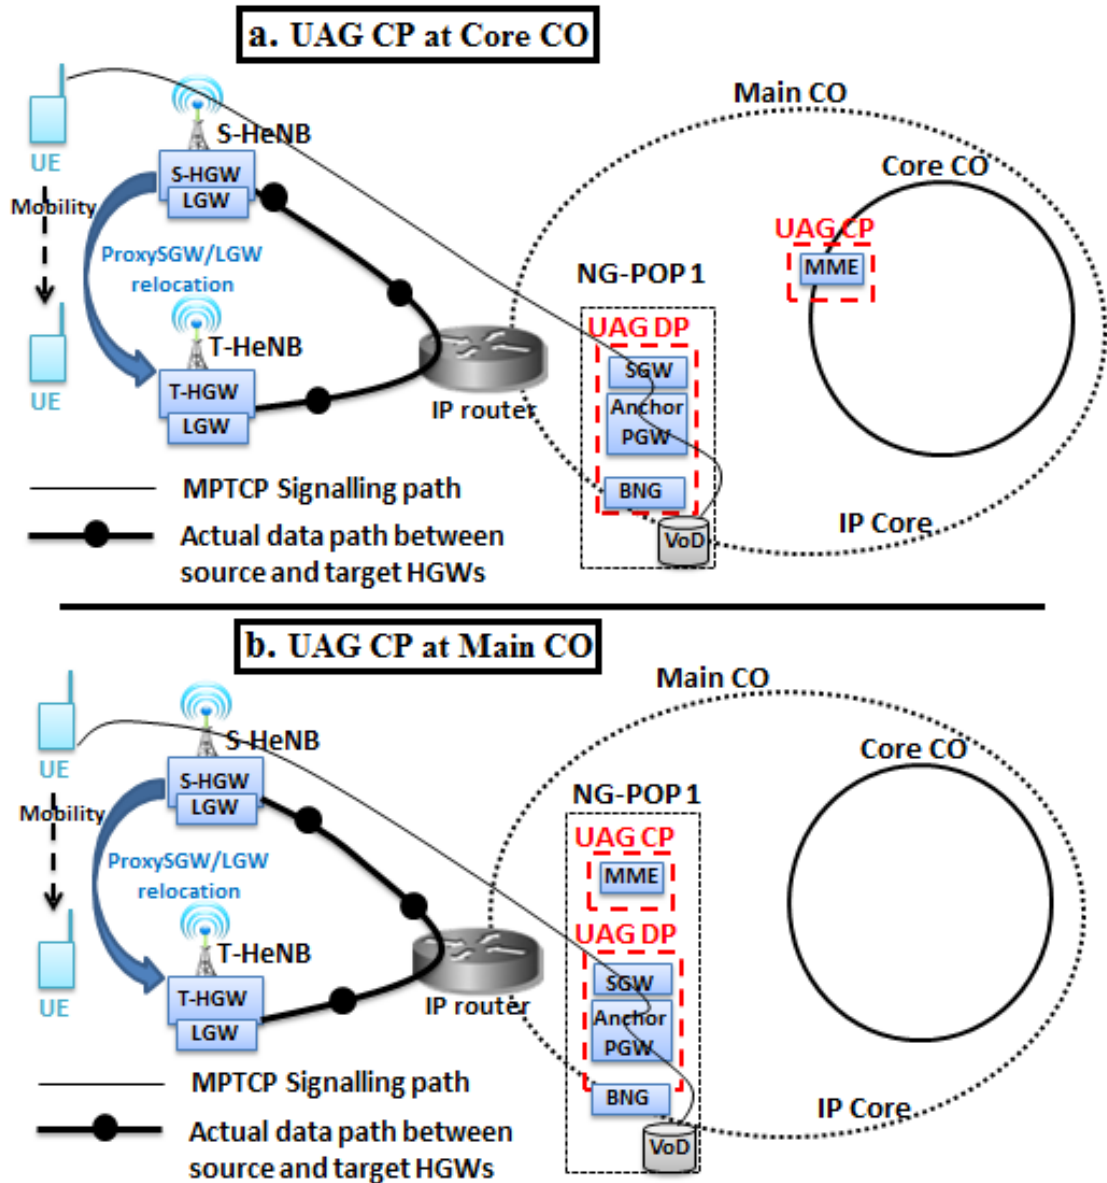 a. UAG CP at Core CO
Main CO
S-HeNB
UE
Core CO
S-HGW
LGW
Mobility
UAG CP
MME
ProxySGW/LGW
relocation
NG-POP 1
UAG DP
T-HeNB
SGW
UE
T-HGW
LGW
IP router
Anchor
PGW
BNG
MPTCP Signalling path
IP Core
VoD
Actual data path between
source and target HGWs
b. UAG CP at Main CO
Main CO
S-HeNB
UE
Core CO
S-HGW
LGW
Mobility
NG-POP 1
UAG CP
MME
ProxySGW/LGW
relocation
UAG DP
T-HeNB
SGW
UE
T-HGW
LGW
IP router
Anchor
PGW
BNG
MPTCP Signalling path
IP Core
VoD
Actual data path between
source and target HGWs